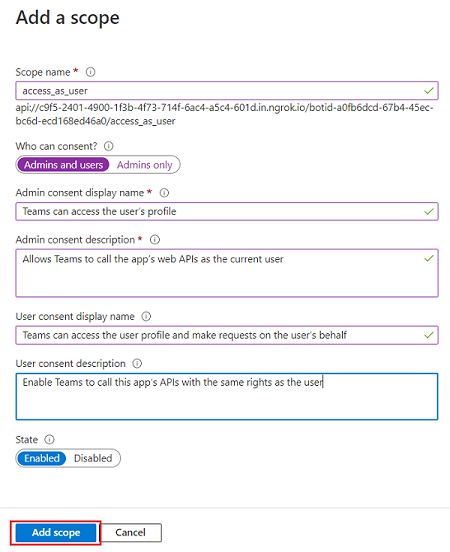 Add a scope
Scope name *
access_as_user
api://c9f5-2401-4900-1f3b-4f73-714f-6ac4-a5c4-601d.in.ngrok.io/botid-a0fb6dcd-67b4-45ec-
bc6d-ecd168ed46a0/access_as_user
Who can consent?
Admins and users Admins only
Admin consent display name *
Teams can access the user's profile
Admin consent description *
Allows Teams to call the app's web APIs as the current user
User consent display name
Teams can access the user profile and make requests on the user's behalf
User consent description
Enable Teams to call this app's APIs with the same rights as the user
State
Enabled Disabled
Add scope Cancel